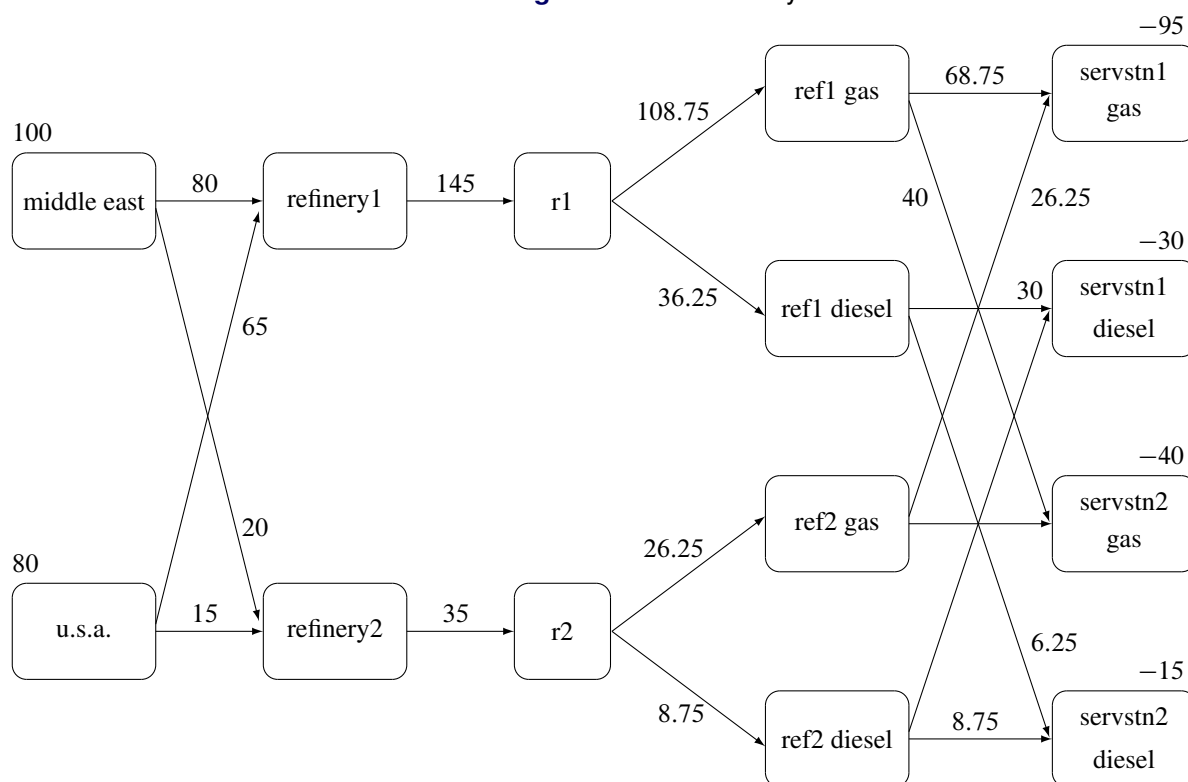 −95
68.75
ref1 gas
servstn1
gas
108.75
100
80
145
middle east
refinery1
r1
40
26.25
−30
36.25
30
servstn1
ref1 diesel
diesel
65
−40
servstn2
20
26.25
ref2 gas
gas
80
15
35
u.s.a.
refinery2
r2
6.25
−15
8.75
8.75
servstn2
ref2 diesel
diesel